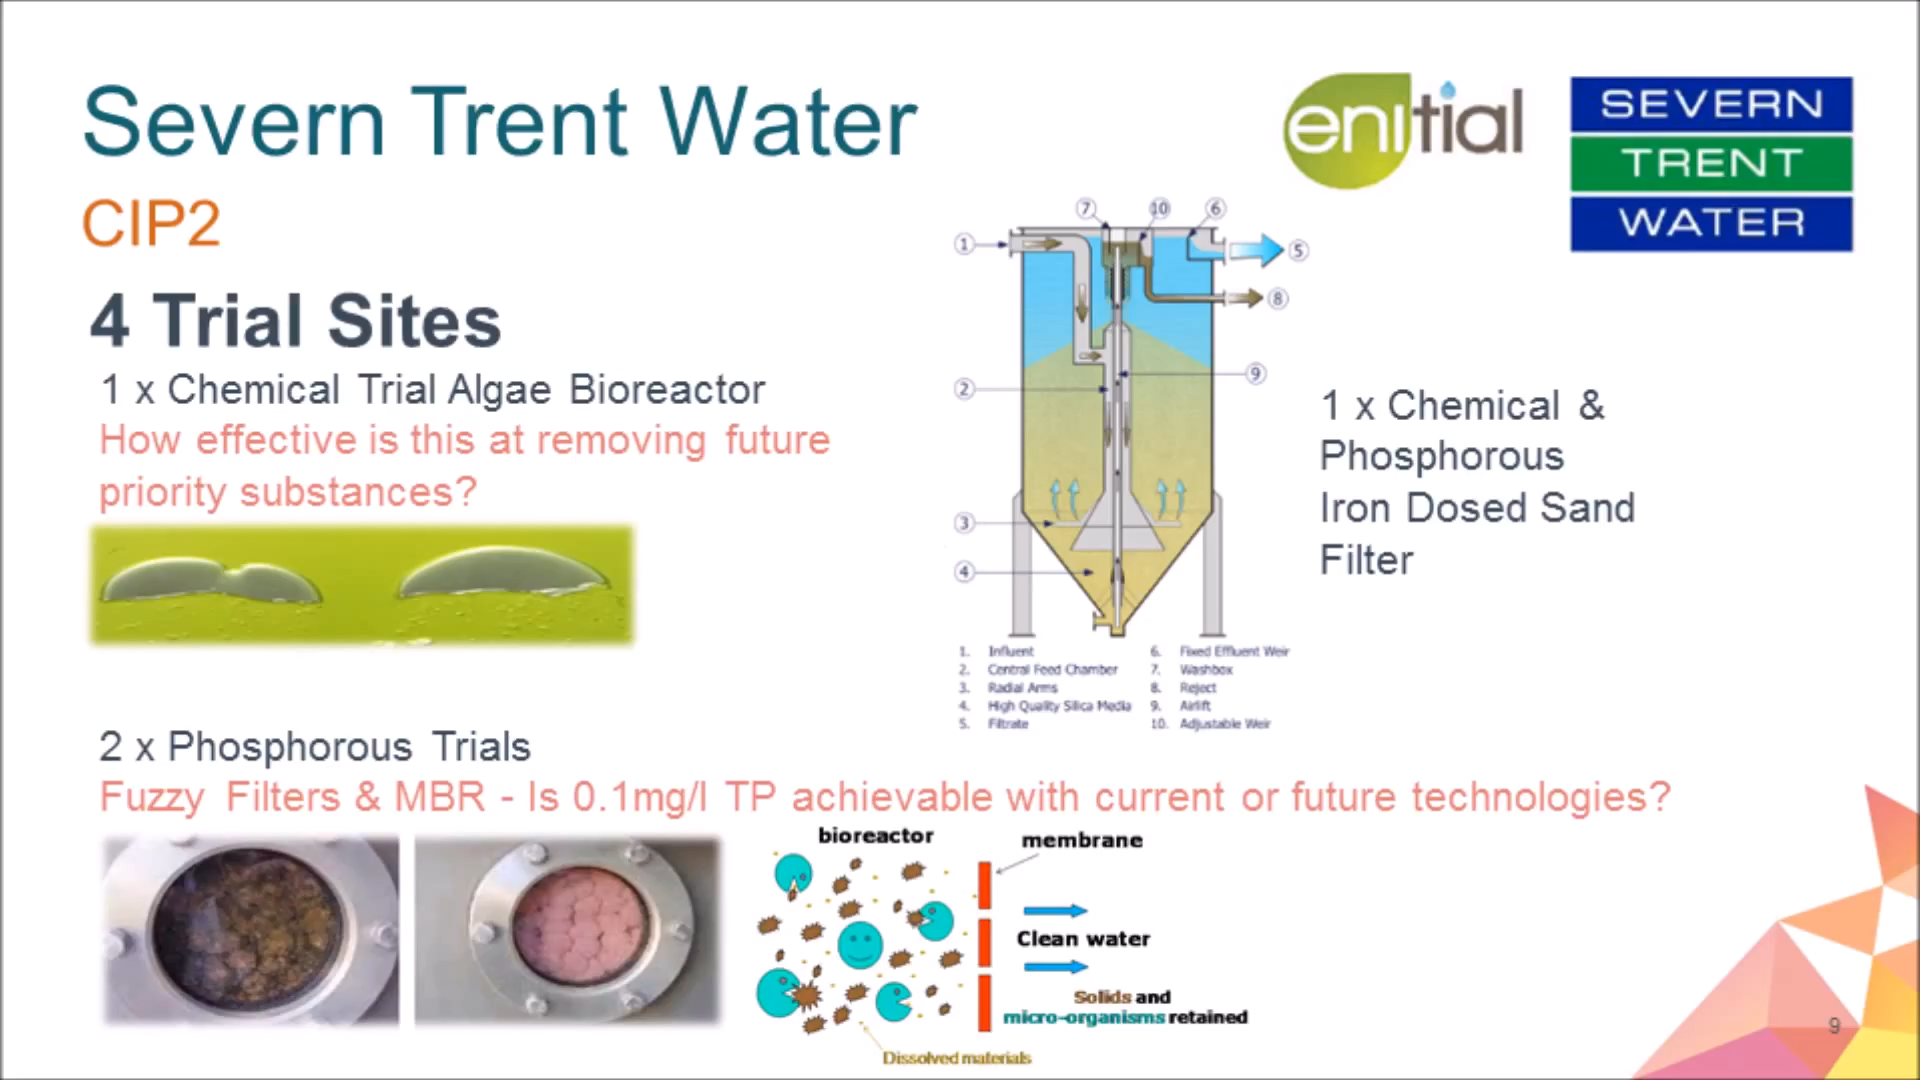 Severn Trent Water
CIP2
enitial
SEVERN
TRENT
WATER
4 Trial Sites
1 x Chemical Trial Algae Bioreactor
How effective is this at removing future
priority substances?
7
10
6
1
5
8
9
2
3
4
1. Influent
2. Central Feed Chamber
3. Radial Arms
4. High Quality Silica Media
5. Filtrate
6. Fixed Effluent Weir
7. Washbox
8. Reject
9. Airlift
10. Adjustable Weir
1 x Chemical &
Phosphorous
Iron Dosed Sand
Filter
2 x Phosphorous Trials
Fuzzy Filters & MBR - Is 0.1mg/l TP achievable with current or future technologies?
bioreactor
membrane
Clean water
Solids and
micro-organisms retained
Dissolved materials
9